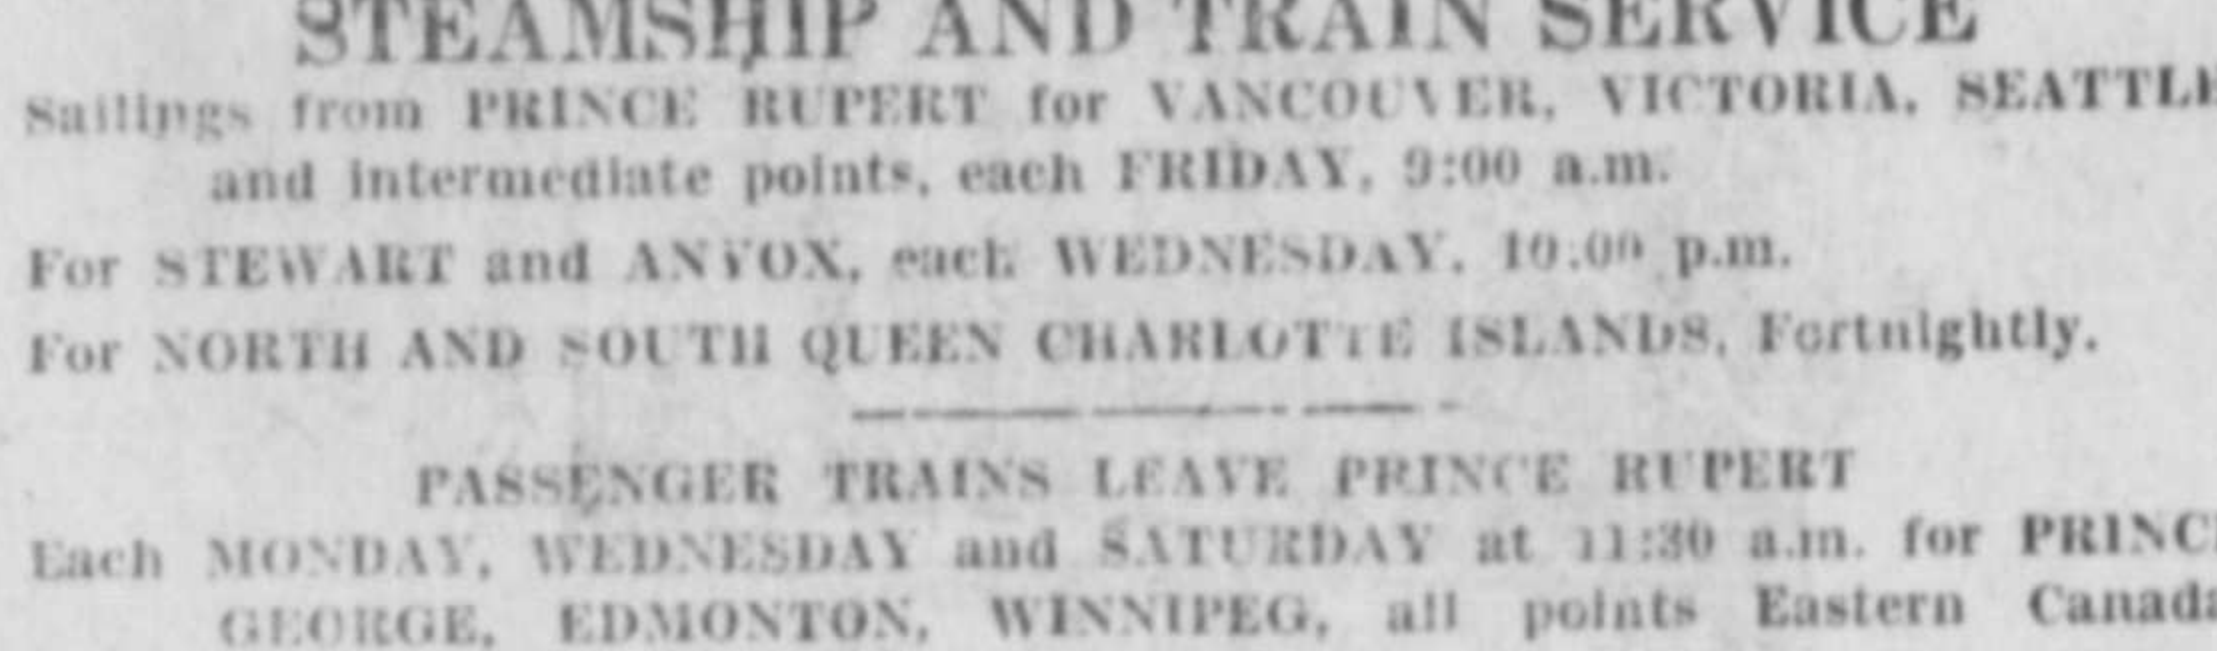 STEAMSHIP AND TRAIN SERVICE
Sailings from PRINCE RUPERT for VANCOUVER, VICTORIA, SEATTLE
and intermediate points, each FRIDAY, 9:00 a.m.
For STEWART and ANYOX, each WEDNESDAY, 10:00 p.m.
For NORTH AND SOUTH QUEEN CHARLOTTE ISLANDS, Fortnightly.
PASSENGER TRAINS LEAVE PRINCE RUPERT
Each MONDAY, WEDNESDAY and SATURDAY at 11:30 a.m. for PRINCE
GEORGE, EDMONTON, WINNIPEG, all points Eastern Canada